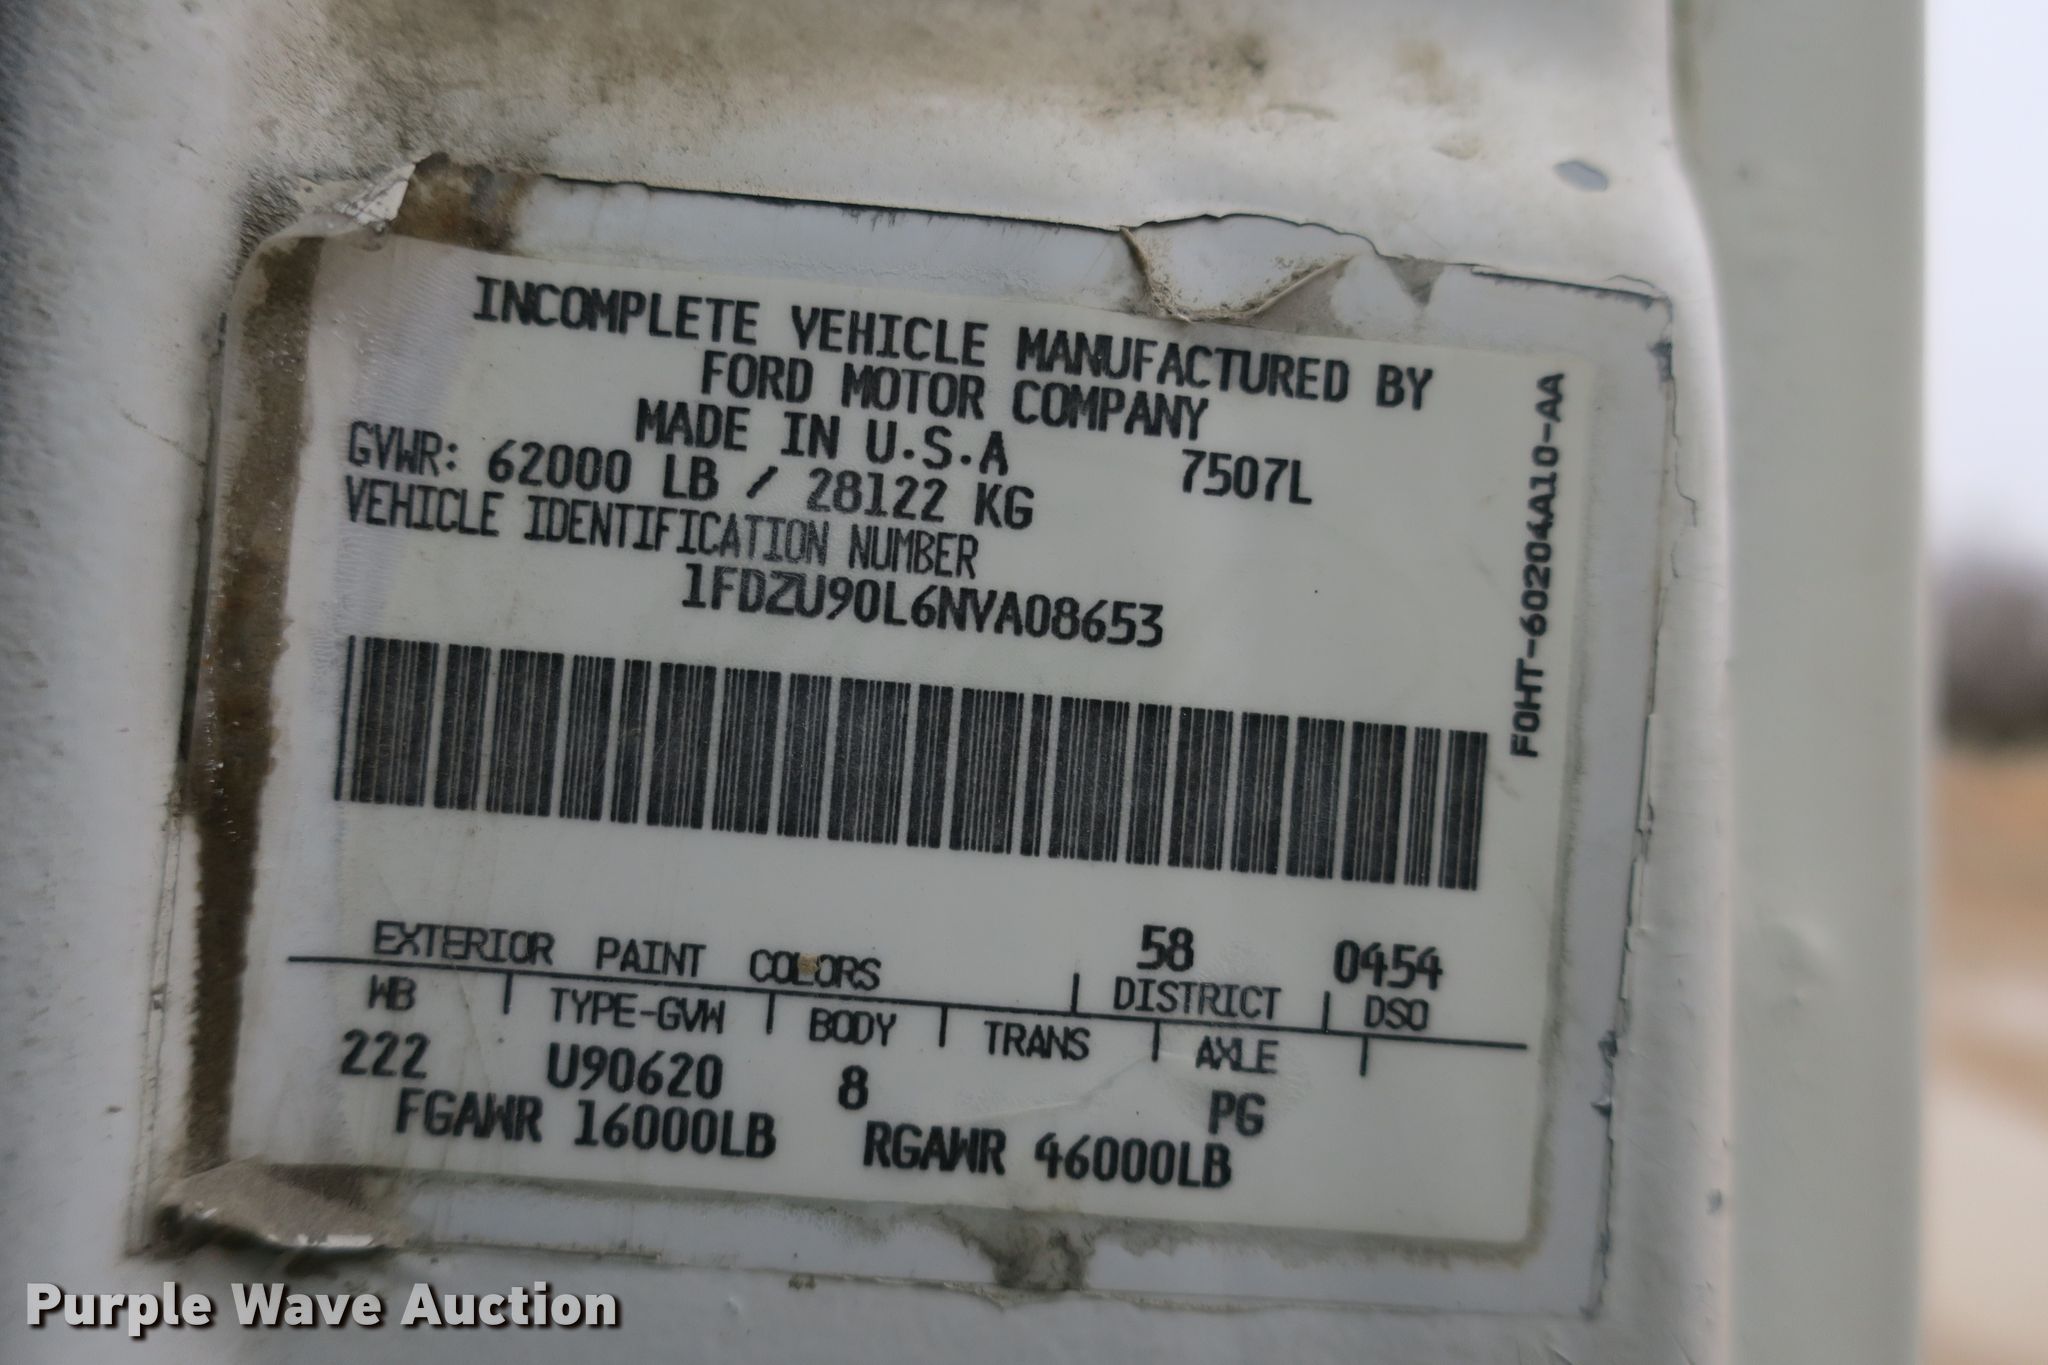 INCOMPLETE VEHICLE MANUFACTURED BY
FORD MOTOR COMPANY
MADE IN U.S.A
7507L
GVWR: 62000 LB / 28122 KG
VEHICLE IDENTIFICATION NUMBER
1FDZU90L6NVA08653
F0HT-60204A10-AA
58 0454
EXTERIOR PAINT COLORS DISTRICT DSO
WB TYPE-GVW BODY TRANS AXLE
222 U90620 8 PG
FGAWR 16000LB RGAWR 46000LB
Purple Wave Auction